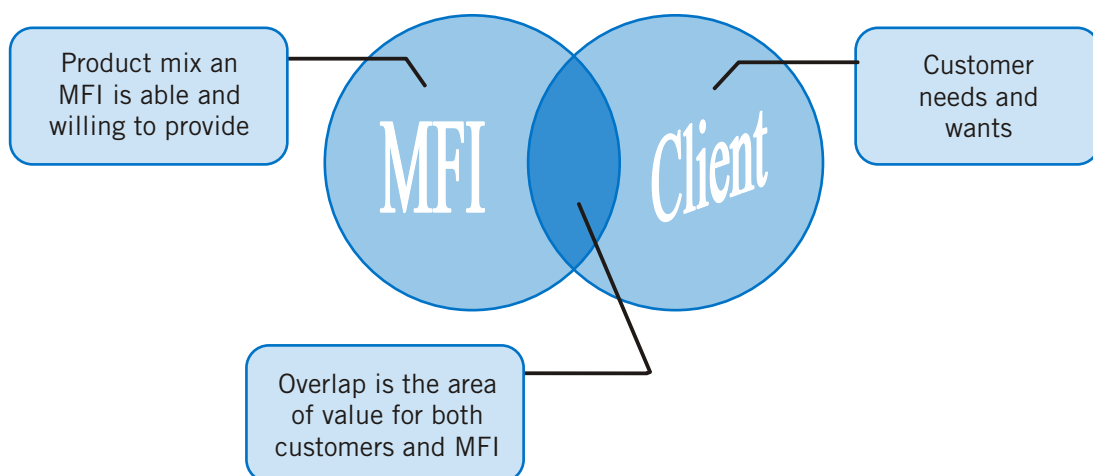 Product mix an
MFI is able and
willing to provide
MFI
Client
Customer
needs and
wants
Overlap is the area
of value for both
customers and MFI